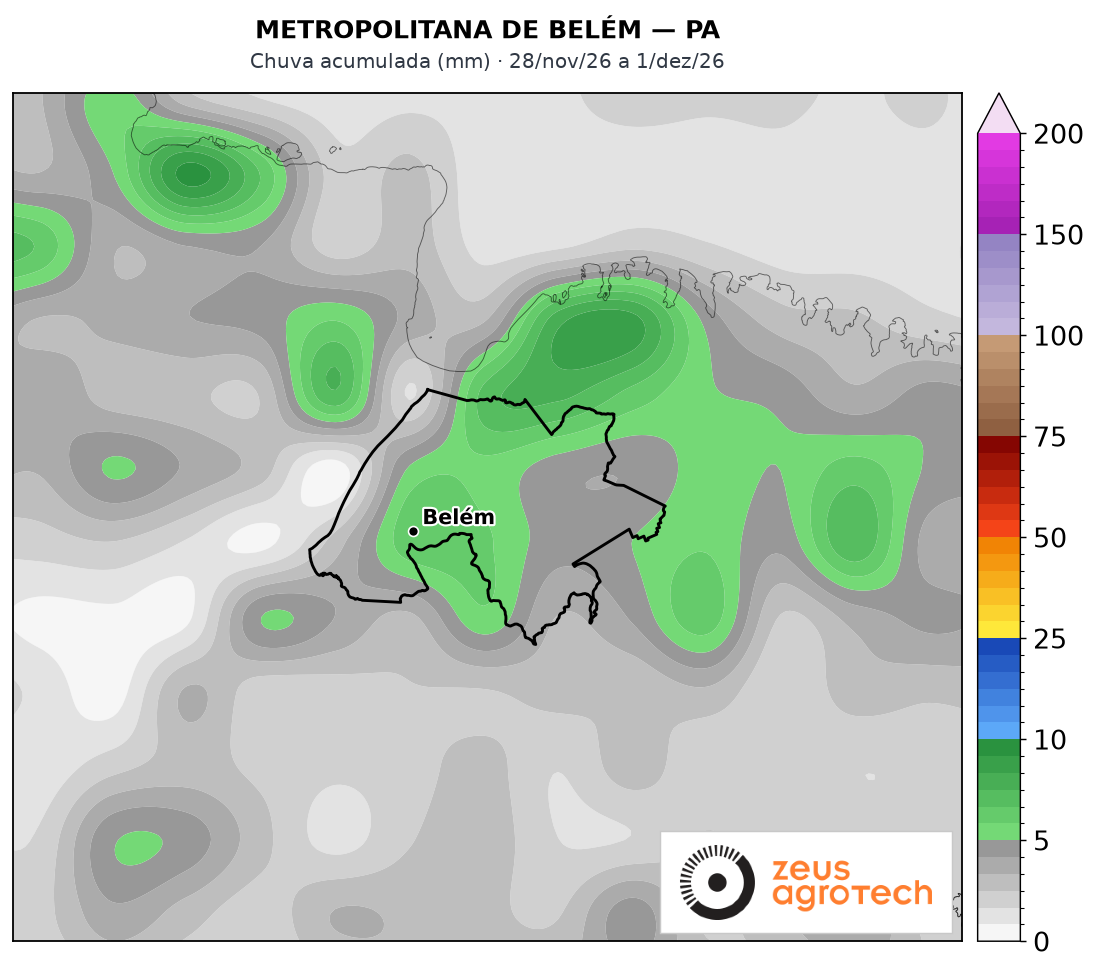 METROPOLITANA DE BELÉM — PA
Chuva acumulada (mm) · 28/nov/26 a 1/dez/26
200
150
100
75
50
25
10
5
0
Belém
zeus
agrotech